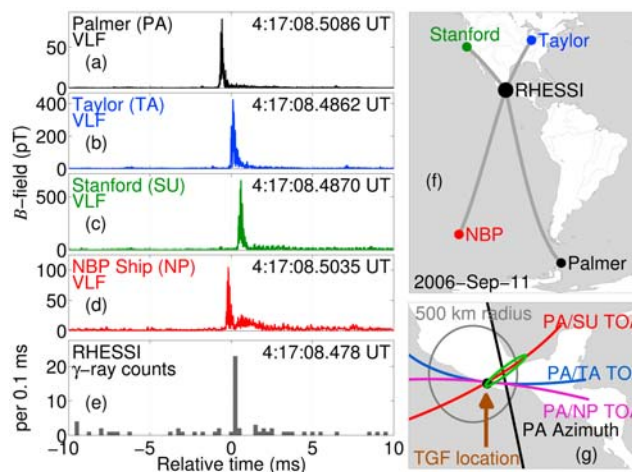 Palmer (PA)
VLF
(a)
4:17:08.5086 UT
50
0
Taylor (TA)
VLF
(b)
4:17:08.4862 UT
400
200
0
Stanford (SU)
VLF
(c)
4:17:08.4870 UT
500
0
NBP Ship (NP)
VLF
(d)
4:17:08.5035 UT
100
50
0
RHESSI
γ-ray counts
(e)
4:17:08.478 UT
20
10
0
B-field (pT)
per 0.1 ms
−10
−5
0
5
10
Relative time (ms)
Stanford
Taylor
RHESSI
(f)
NBP
Palmer
2006-Sep-11
500 km radius
PA/SU TOA
PA/TA TO
PA/NP TO
PA Azimuth
TGF location
(g)